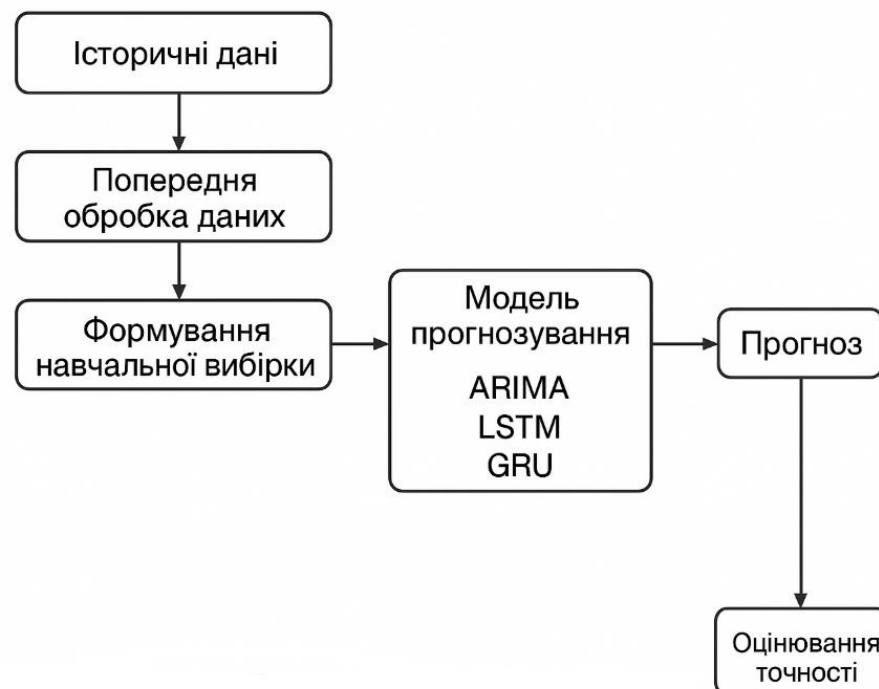 Історичні дані
Попередня
обробка даних
Формування
навчальної вибірки
Модель
прогнозування
ARIMA
LSTM
GRU
Прогноз
Оцінювання
точності